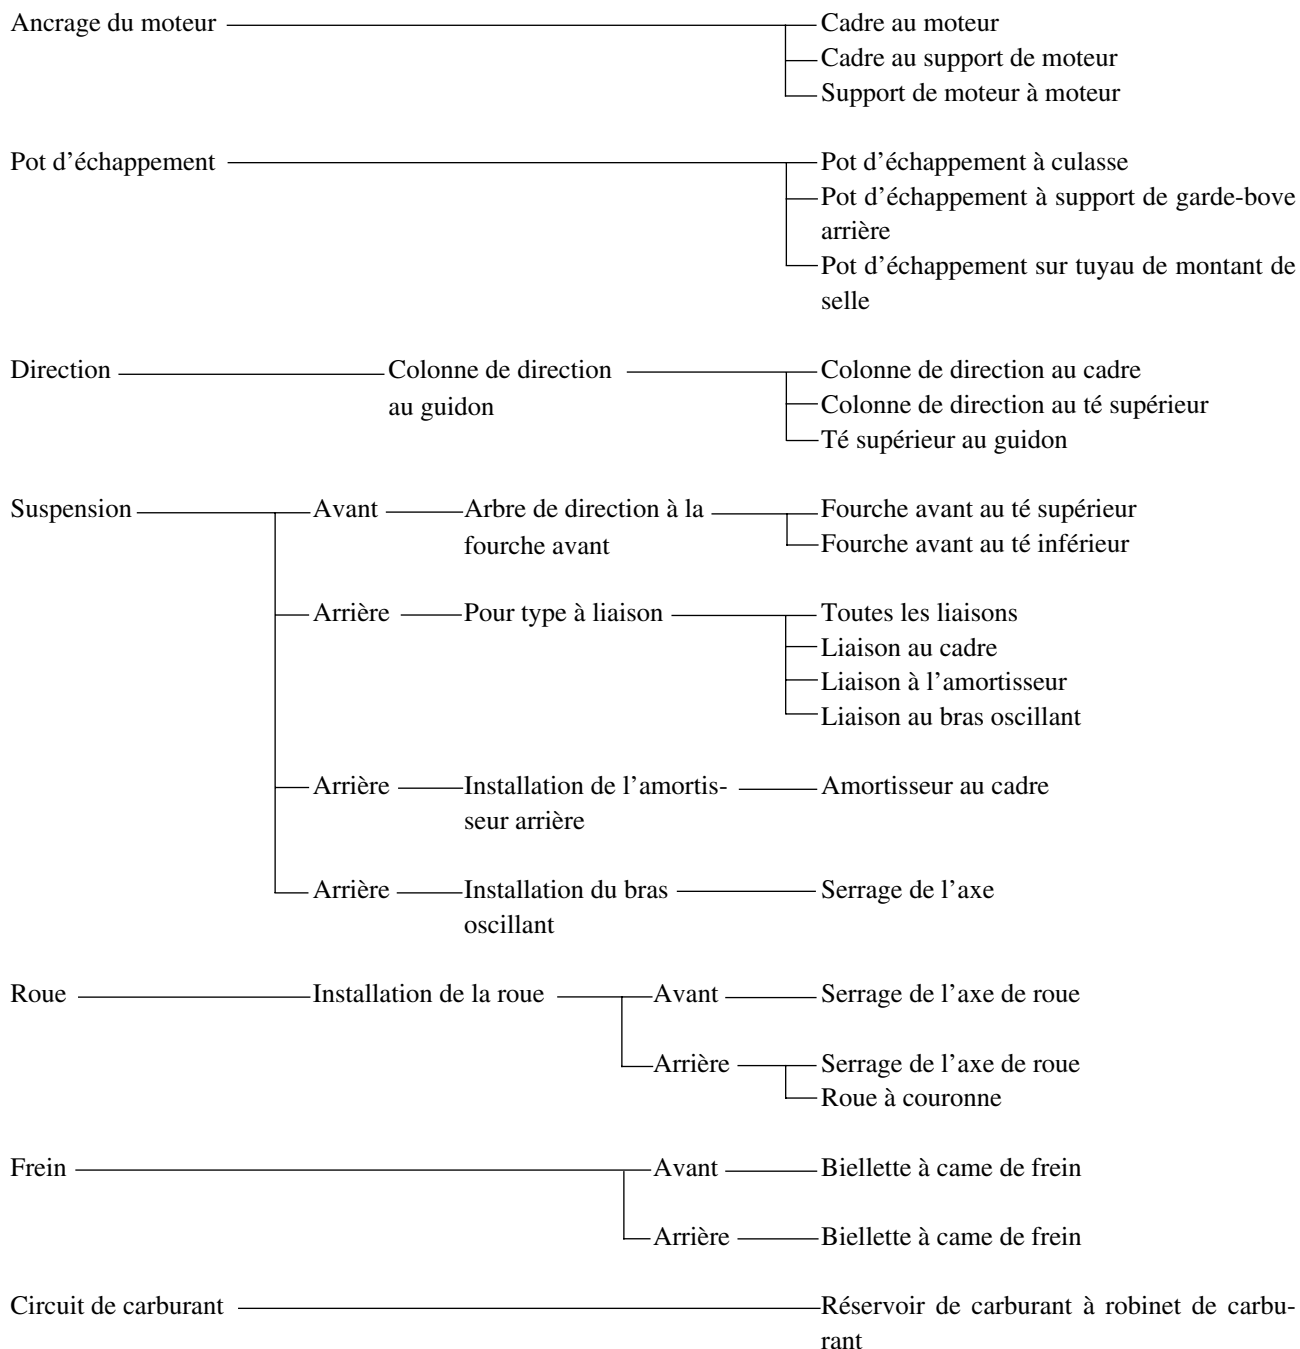 Ancrage du moteur Cadre au moteur
Cadre au support de moteur
Support de moteur à moteur
Pot d’échappement Pot d’échappement à culasse
Pot d’échappement à support de garde-bove
arrière
Pot d’échappement sur tuyau de montant de
selle
Direction Colonne de direction Colonne de direction au cadre
au guidon Colonne de direction au té supérieur
Té supérieur au guidon
Suspension Avant Arbre de direction à la Fourche avant au té supérieur
fourche avant Fourche avant au té inférieur
Arrière Pour type à liaison Toutes les liaisons
Liaison au cadre
Liaison à l’amortisseur
Liaison au bras oscillant
Arrière Installation de l’amortis- Amortisseur au cadre
seur arrière
Arrière Installation du bras Serrage de l’axe
oscillant
Roue Installation de la roue Avant Serrage de l’axe de roue
Arrière Serrage de l’axe de roue
Roue à couronne
Frein Avant Biellette à came de frein
Arrière Biellette à came de frein
Circuit de carburant Réservoir de carburant à robinet de carbu-
rant